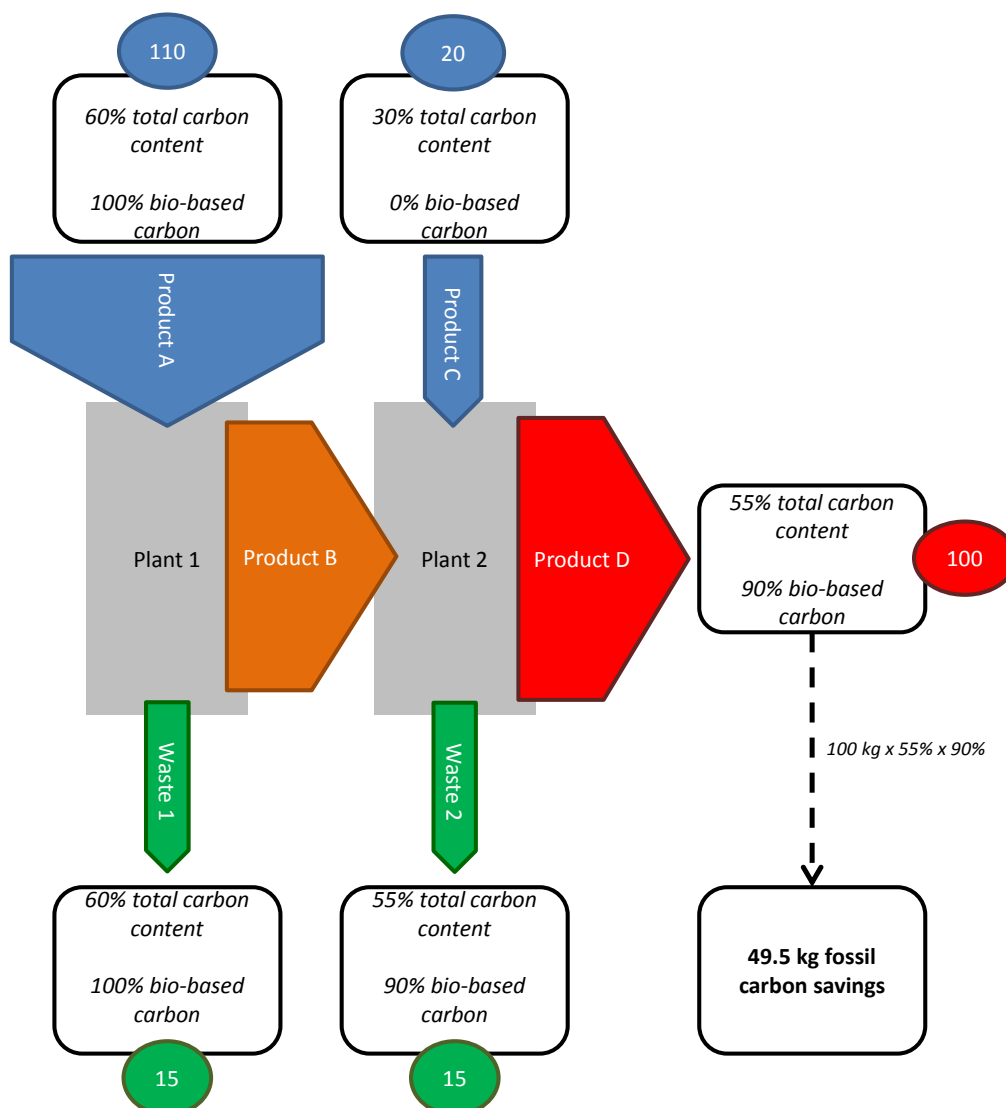 110
60% total carbon
content
100% bio-based
carbon
20
30% total carbon
content
0% bio-based
carbon
Product A
Product C
Plant 1
Product B
Plant 2
Product D
55% total carbon
content
90% bio-based
carbon
100
100 kg x 55% x 90%
Waste 1
Waste 2
60% total carbon
content
100% bio-based
carbon
15
55% total carbon
content
90% bio-based
carbon
15
49.5 kg fossil
carbon savings